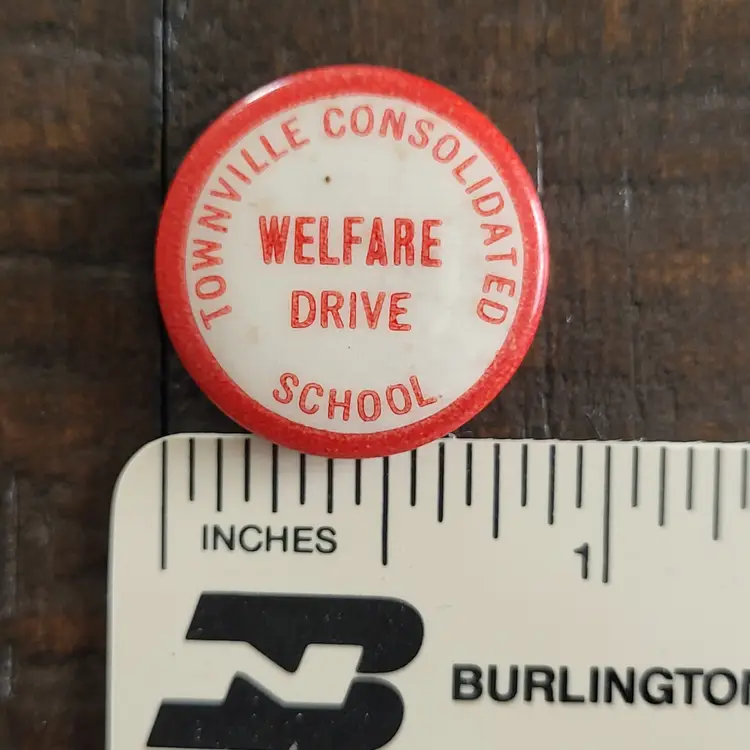 TOWNVILLE CONSOLIDATED
WELFARE
DRIVE
SCHOOL
INCHES
1
BURLINGTON